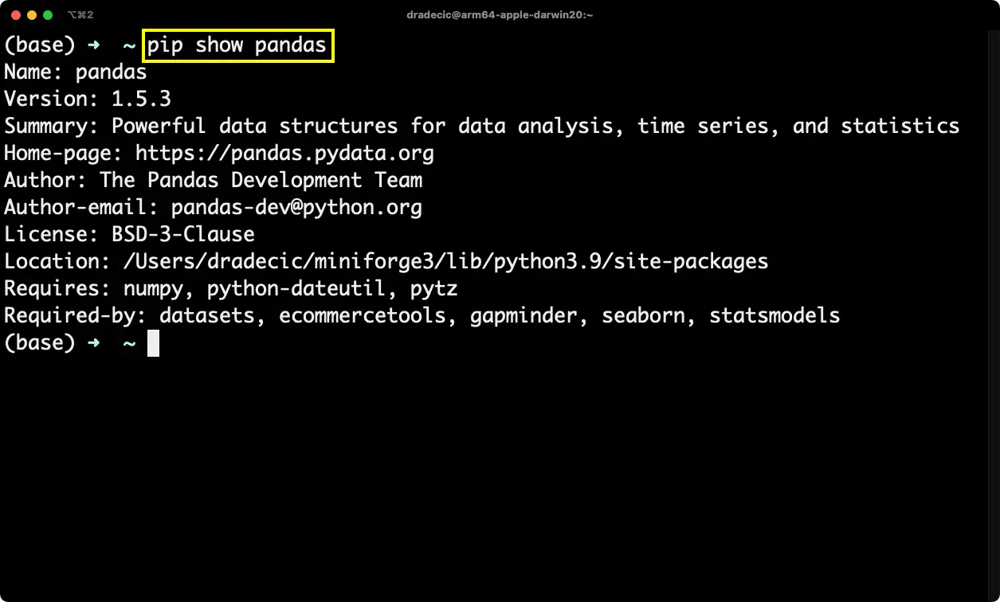 ⌥⌘2
dradecic@arm64-apple-darwin20:~
(base) ➜  ~ pip show pandas
Name: pandas
Version: 1.5.3
Summary: Powerful data structures for data analysis, time series, and statistics
Home-page: https://pandas.pydata.org
Author: The Pandas Development Team
Author-email: pandas-dev@python.org
License: BSD-3-Clause
Location: /Users/dradecic/miniforge3/lib/python3.9/site-packages
Requires: numpy, python-dateutil, pytz
Required-by: datasets, ecommercetools, gapminder, seaborn, statsmodels
(base) ➜  ~